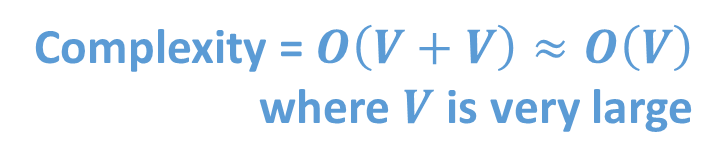 Complexity = O(V + V) ≈ O(V)
where V is very large